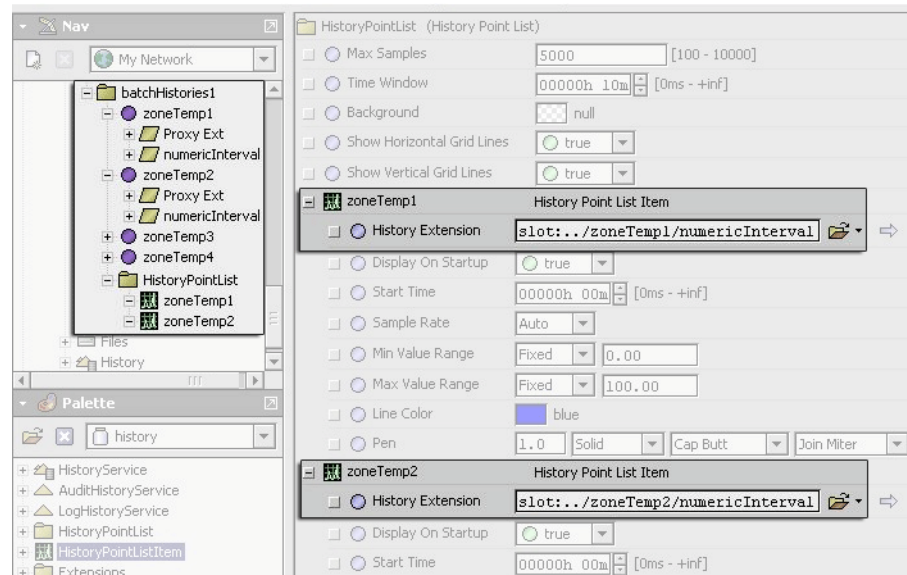 Nav
My Network
batchHistories1
zoneTemp1
Proxy Ext
numericInterval
zoneTemp2
Proxy Ext
numericInterval
zoneTemp3
zoneTemp4
HistoryPointList
zoneTemp1
zoneTemp2
Files
History
Palette
history
HistoryService
AuditHistoryService
LogHistoryService
HistoryPointList
HistoryPointListItem
Extensions
HistoryPointList (History Point List)
Max Samples 5000 [100 - 10000]
Time Window 00000h 10m [0ms - +inf]
Background null
Show Horizontal Grid Lines true
Show Vertical Grid Lines true
zoneTemp1 History Point List Item
History Extension slot:../zoneTemp1/numericInterval
Display On Startup true
Start Time 00000h 00m [0ms - +inf]
Sample Rate Auto
Min Value Range Fixed 0.00
Max Value Range Fixed 100.00
Line Color blue
Pen 1.0 Solid Cap Butt Join Miter
zoneTemp2 History Point List Item
History Extension slot:../zoneTemp2/numericInterval
Display On Startup true
Start Time 00000h 00m [0ms - +inf]